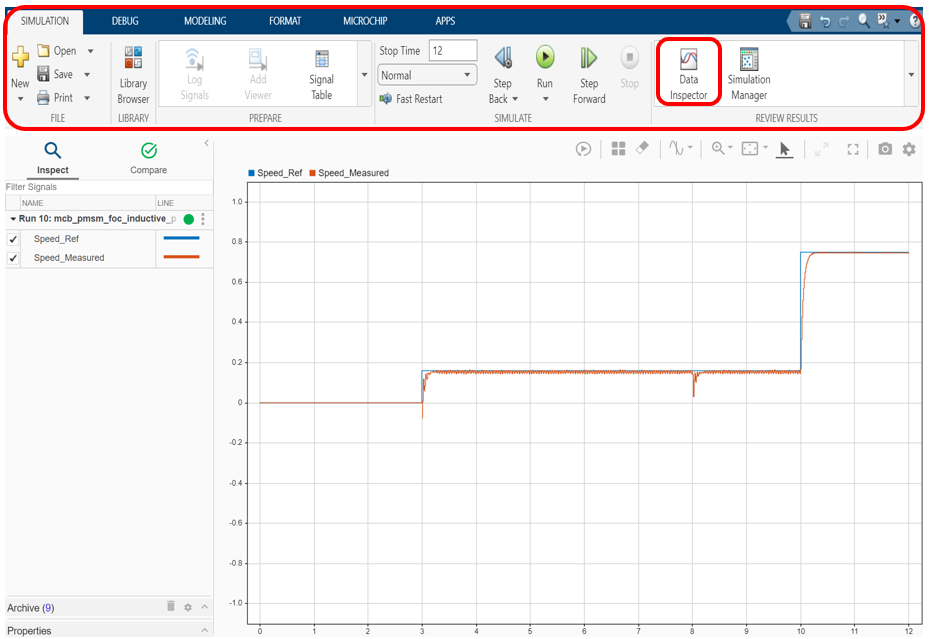 SIMULATION DEBUG MODELING FORMAT MICROCHIP APPS
Open
Save
Print
New
FILE
Library
Browser
LIBRARY
Log
Signals
Add
Viewer
Signal
Table
PREPARE
Stop Time 12
Normal
Fast Restart
Step
Back
Run
Step
Forward
Stop
SIMULATE
Data
Inspector
Simulation
Manager
REVIEW RESULTS
Inspect Compare
Filter Signals
NAME LINE
Run 10: mcb_pmsm_foc_inductive_p
Speed_Ref
Speed_Measured
Archive (9)
Properties
Speed_Ref Speed_Measured
1.0
0.8
0.6
0.4
0.2
0
-0.2
-0.4
-0.6
-0.8
-1.0
0 1 2 3 4 5 6 7 8 9 10 11 12